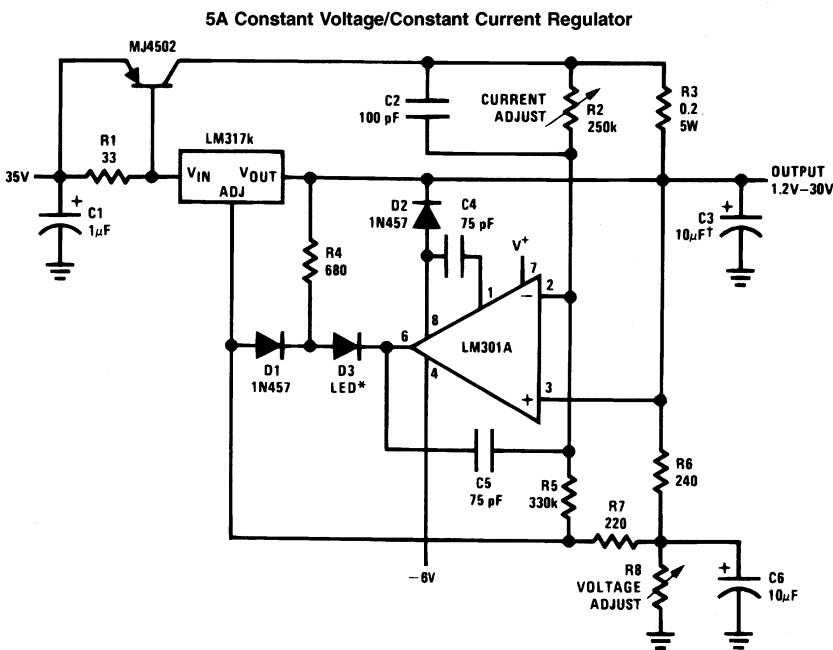 5A Constant Voltage/Constant Current Regulator
MJ4502
R1
33
LM317k
VIN
VOUT
ADJ
35V
C1
1μF
+
C2
100 pF
CURRENT
ADJUST
R2
250k
R3
0.2
5W
OUTPUT
1.2V–30V
+
C3
10μF†
D2
1N457
C4
75 pF
R4
680
V+
7
1
2
−
8
6
LM301A
4
3
+
D1
1N457
D3
LED*
C5
75 pF
R5
330k
R6
240
R7
220
−6V
R8
VOLTAGE
ADJUST
+
C6
10μF